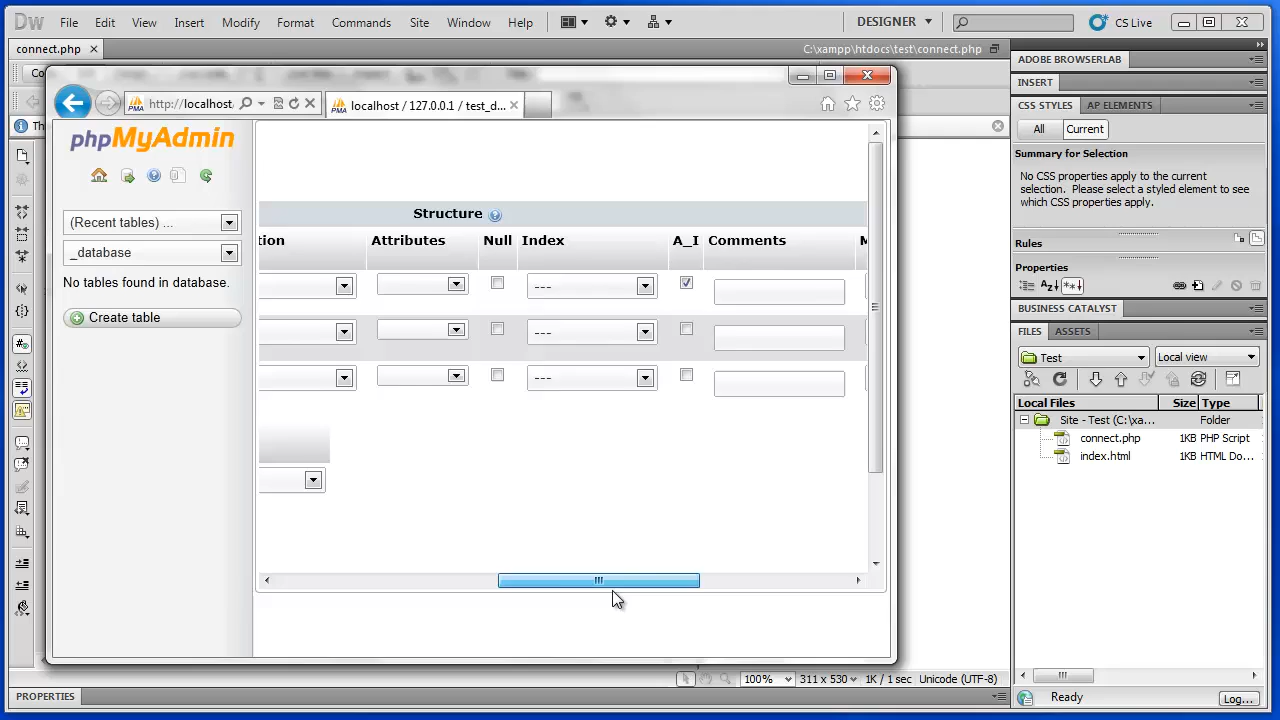 Dw File Edit View Insert Modify Format Commands Site Window Help DESIGNER CS Live
connect.php C:\xampp\htdocs\test\connect.php
ADOBE BROWSERLAB
INSERT
CSS STYLES AP ELEMENTS
All Current
Summary for Selection
No CSS properties apply to the current
selection. Please select a styled element to see
which CSS properties apply.
Rules
Properties
BUSINESS CATALYST
FILES ASSETS
Test Local view
Local Files Size Type
Site - Test (C:\xa... Folder
connect.php 1KB PHP Script
index.html 1KB HTML Do...
Ready Log...
http://localhost localhost / 127.0.0.1 / test_d...
phpMyAdmin
(Recent tables) ...
_database
No tables found in database.
Create table
Structure
tion Attributes Null Index A_I Comments
---
---
---
100% 311 x 530 1K / 1 sec Unicode (UTF-8)
PROPERTIES